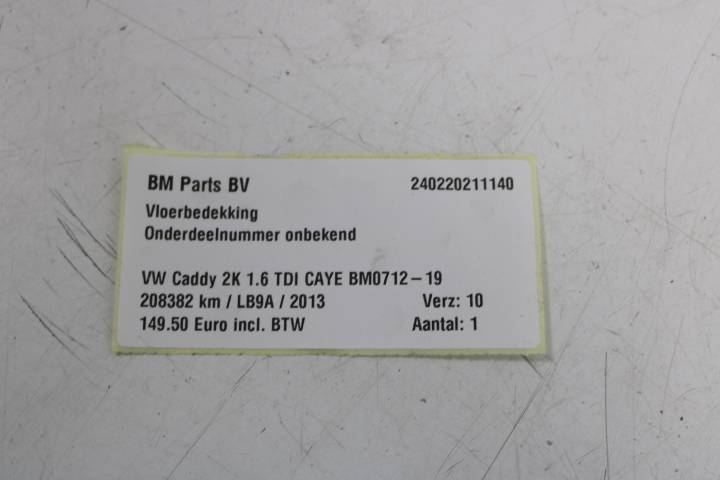 BM Parts BV 240220211140
Vloerbedekking
Onderdeelnummer onbekend
VW Caddy 2K 1.6 TDI CAYE BM0712-19
208382 km / LB9A / 2013 Verz: 10
149.50 Euro incl. BTW Aantal: 1